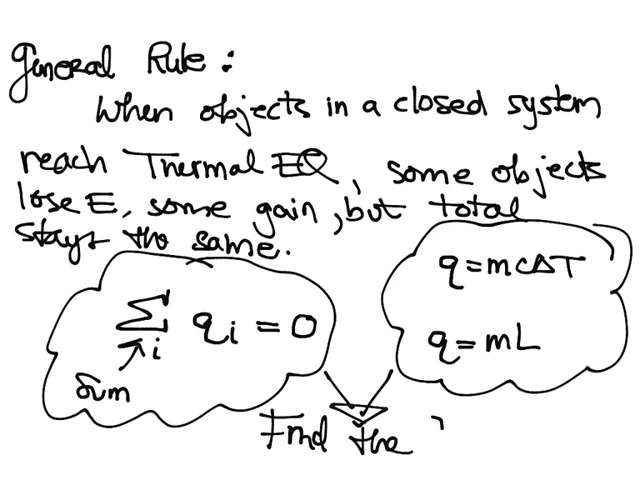 General Rule:
When objects in a closed system
reach Thermal EQ, some objects
lose E, some gain, but total
stays the same.
∑ᵢ qᵢ = 0
sum
q = mcΔT
q = mL
Find the